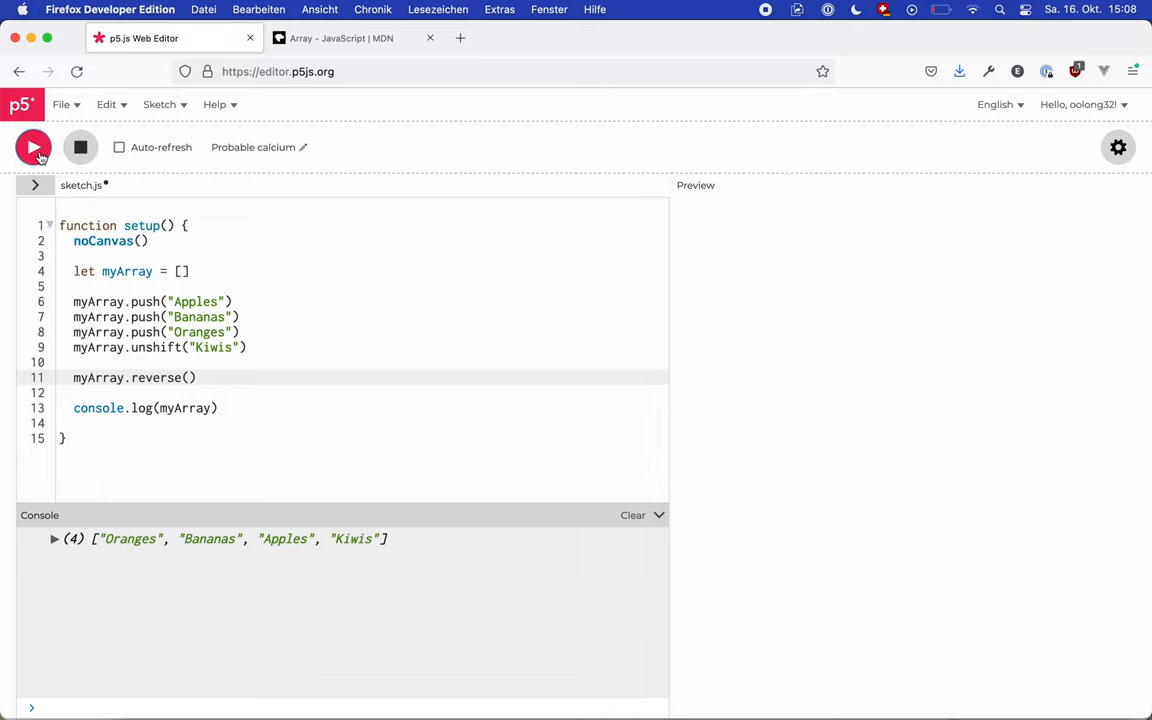 Firefox Developer Edition Datei Bearbeiten Ansicht Chronik Lesezeichen Extras Fenster Hilfe Sa. 16. Okt. 15:08
p5.js Web Editor Array - JavaScript | MDN
https://editor.p5js.org E 1
p5* File Edit Sketch Help English Hello, oolong32!
Auto-refresh Probable calcium
> sketch.js Preview
1 function setup() {
2 noCanvas()
3
4 let myArray = []
5
6 myArray.push("Apples")
7 myArray.push("Bananas")
8 myArray.push("Oranges")
9 myArray.unshift("Kiwis")
10
11 myArray.reverse()
12
13 console.log(myArray)
14
15 }
Console Clear
(4) ["Oranges", "Bananas", "Apples", "Kiwis"]
>